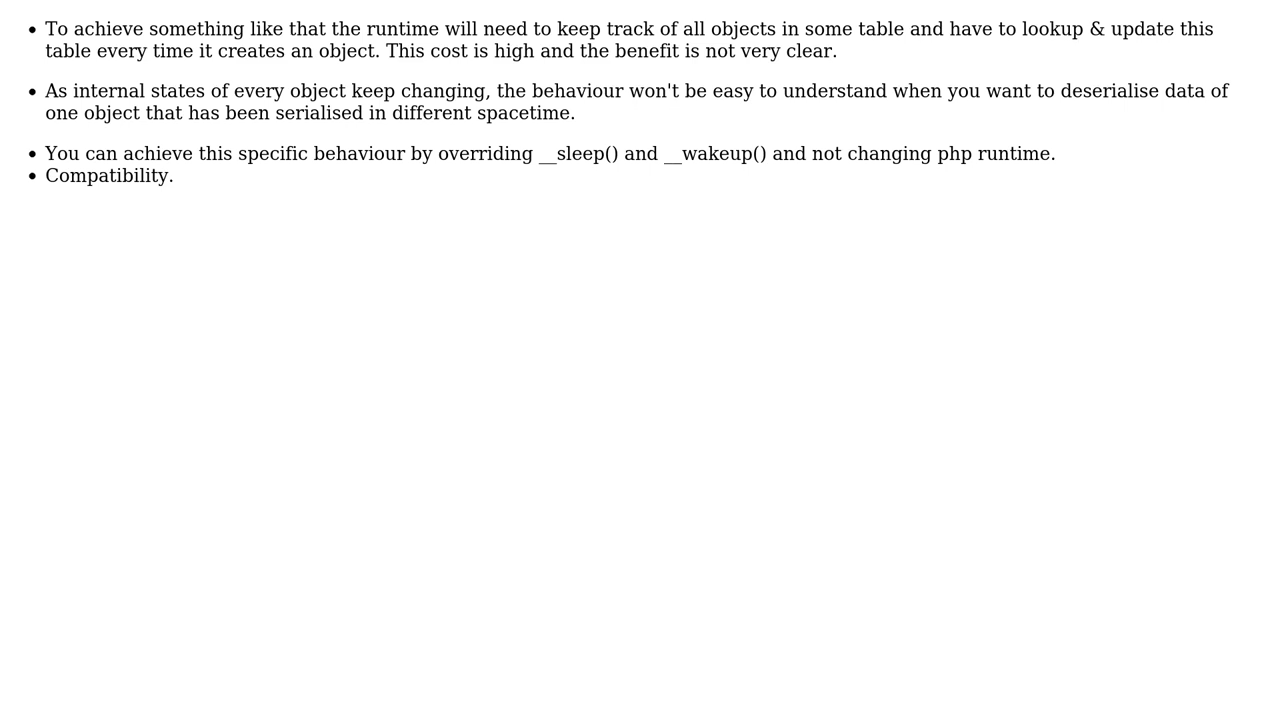 • To achieve something like that the runtime will need to keep track of all objects in some table and have to lookup & update this
table every time it creates an object. This cost is high and the benefit is not very clear.
• As internal states of every object keep changing, the behaviour won't be easy to understand when you want to deserialise data of
one object that has been serialised in different spacetime.
• You can achieve this specific behaviour by overriding __sleep() and __wakeup() and not changing php runtime.
• Compatibility.